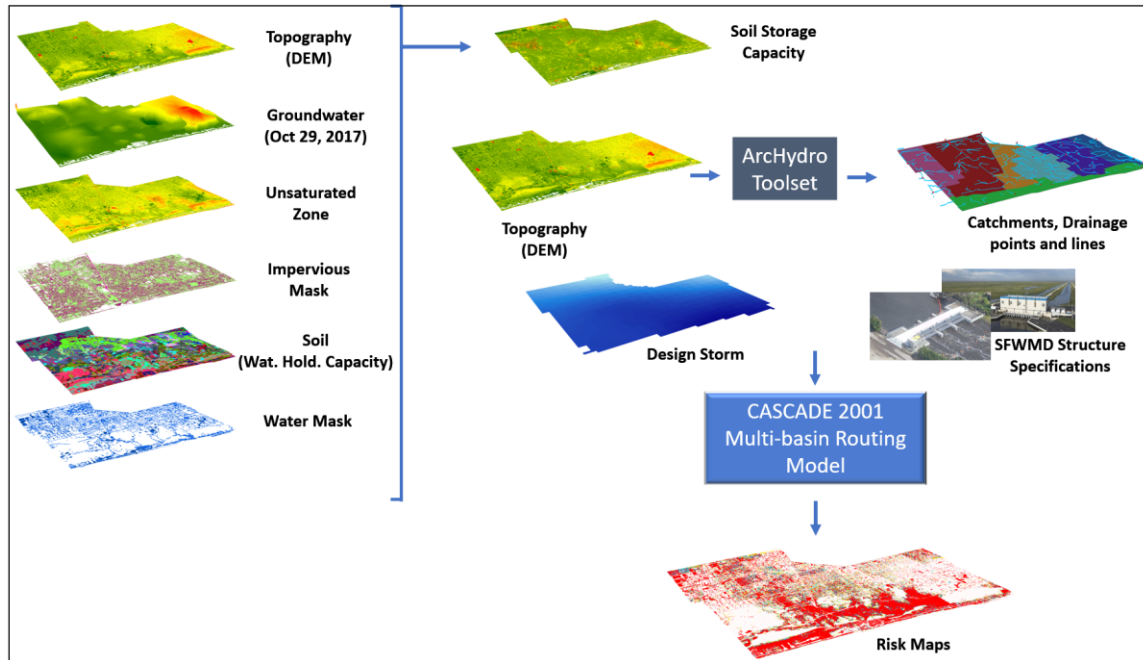 Topography
(DEM)
Groundwater
(Oct 29, 2017)
Unsaturated
Zone
Impervious
Mask
Soil
(Wat. Hold. Capacity)
Water Mask
Soil Storage
Capacity
Topography
(DEM)
ArcHydro
Toolset
Catchments, Drainage
points and lines
Design Storm
SFWMD Structure
Specifications
CASCADE 2001
Multi-basin Routing
Model
Risk Maps